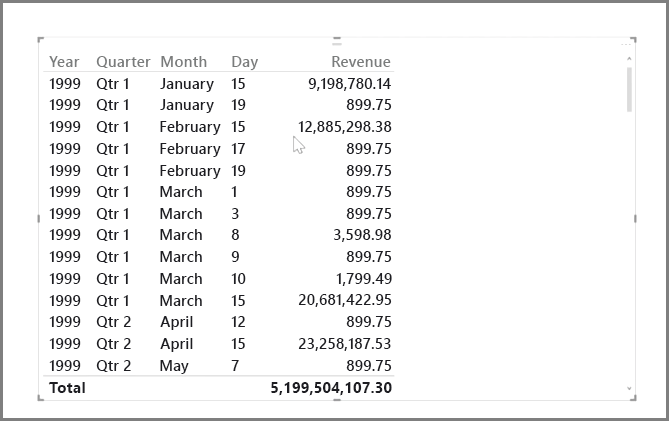 Year Quarter Month Day Revenue
1999 Qtr 1 January 15 9,198,780.14
1999 Qtr 1 January 19 899.75
1999 Qtr 1 February 15 12,885,298.38
1999 Qtr 1 February 17 899.75
1999 Qtr 1 February 19 899.75
1999 Qtr 1 March 1 899.75
1999 Qtr 1 March 3 899.75
1999 Qtr 1 March 8 3,598.98
1999 Qtr 1 March 9 899.75
1999 Qtr 1 March 10 1,799.49
1999 Qtr 1 March 15 20,681,422.95
1999 Qtr 2 April 12 899.75
1999 Qtr 2 April 15 23,258,187.53
1999 Qtr 2 May 7 899.75
Total 5,199,504,107.30